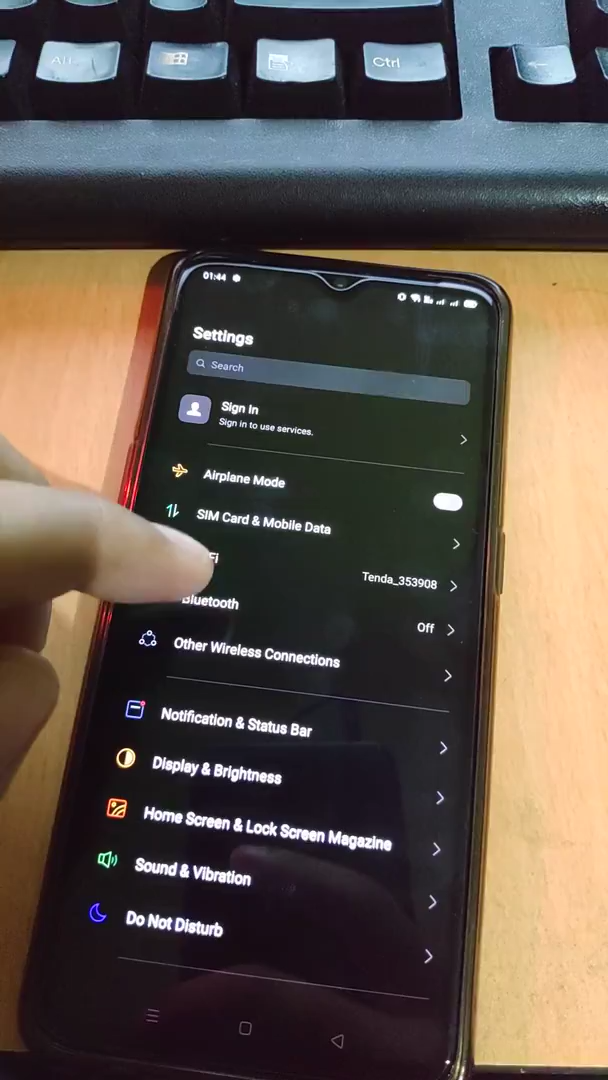 Alt
Ctrl
01:44
Settings
Search
Sign In
Sign in to use services.
Airplane Mode
SIM Card & Mobile Data
Fi
Tenda_353908
Bluetooth
Off
Other Wireless Connections
Notification & Status Bar
Display & Brightness
Home Screen & Lock Screen Magazine
Sound & Vibration
Do Not Disturb